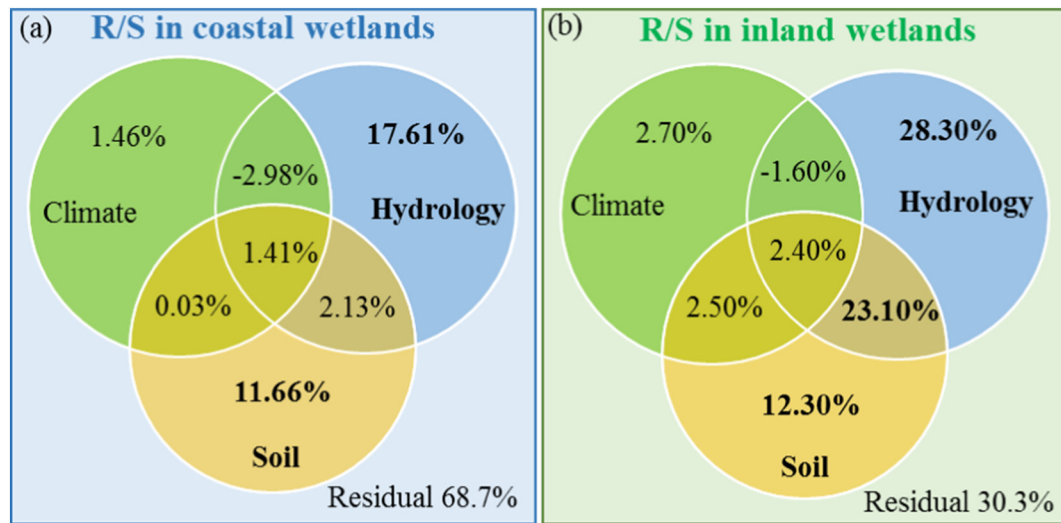 (a)
R/S in coastal wetlands
1.46%
17.61%
-2.98%
Climate
Hydrology
1.41%
0.03%
2.13%
11.66%
Soil
Residual 68.7%
(b)
R/S in inland wetlands
2.70%
28.30%
-1.60%
Climate
Hydrology
2.40%
2.50%
23.10%
12.30%
Soil
Residual 30.3%